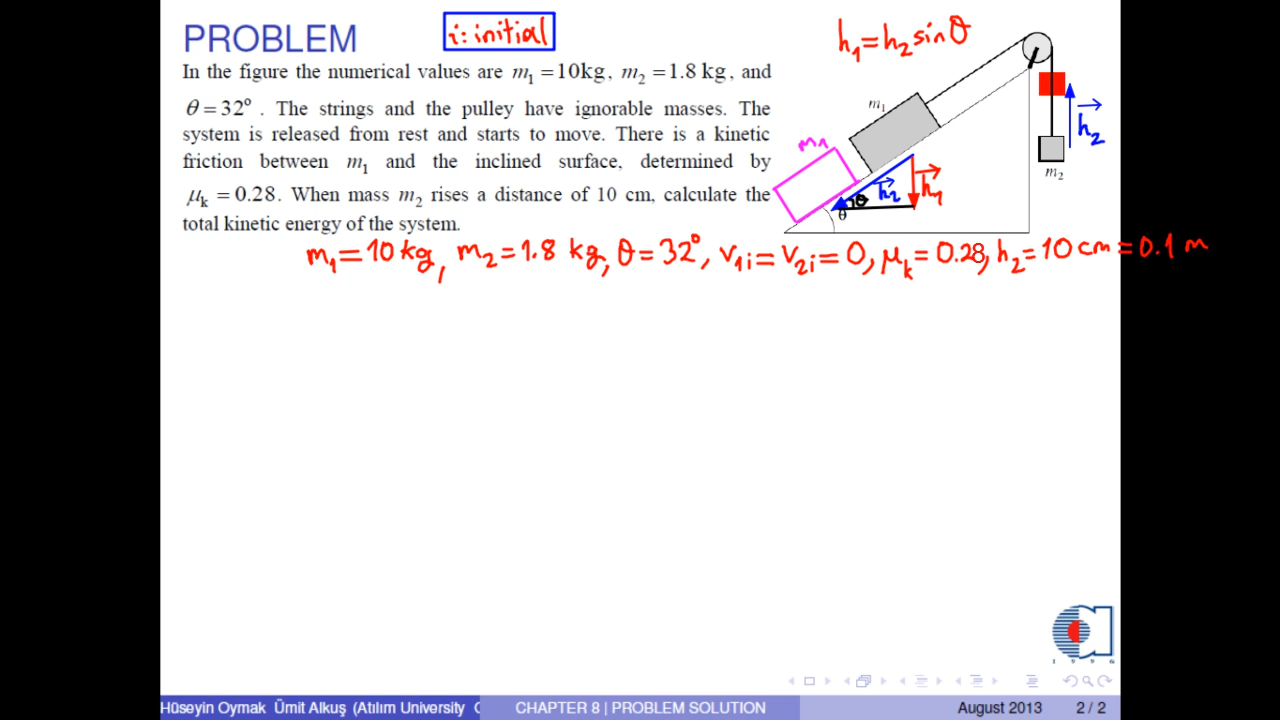 PROBLEM
i: initial
h₁=h₂sinθ
In the figure the numerical values are m₁ =10kg, m₂ =1.8 kg, and
θ = 32°. The strings and the pulley have ignorable masses. The
system is released from rest and starts to move. There is a kinetic
friction between m₁ and the inclined surface, determined by
μₖ = 0.28. When mass m₂ rises a distance of 10 cm, calculate the
total kinetic energy of the system.
m₁
m₁
h₂
m₂
h₂
h₁
θ
θ
m₁=10 kg, m₂=1.8 kg, θ=32°, v₁ᵢ=v₂ᵢ=0, μₖ=0.28, h₂=10 cm=0.1 m
1 9 9 6
Hüseyin Oymak Ümit Alkuş (Atılım University
CHAPTER 8 | PROBLEM SOLUTION
August 2013
2 / 2